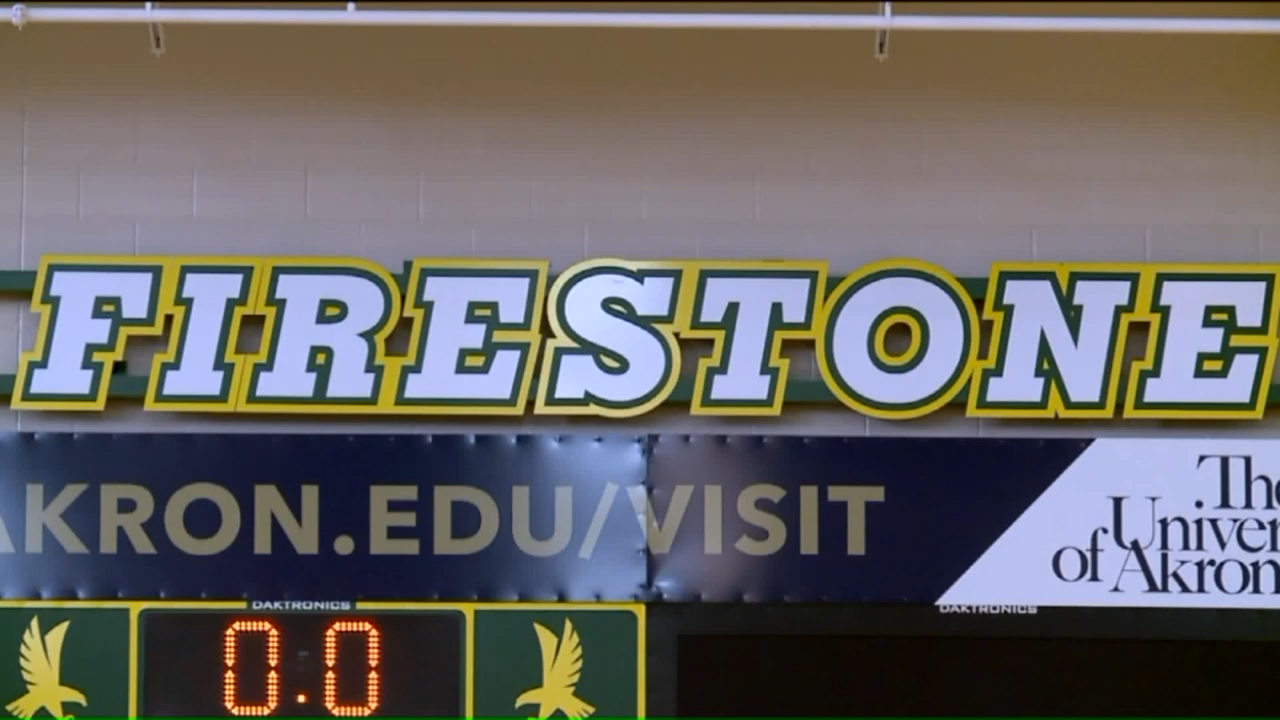 FIRESTONE
AKRON.EDU/VISIT
The
Univer
of Akron
DAKTRONICS
DAKTRONICS
0.0